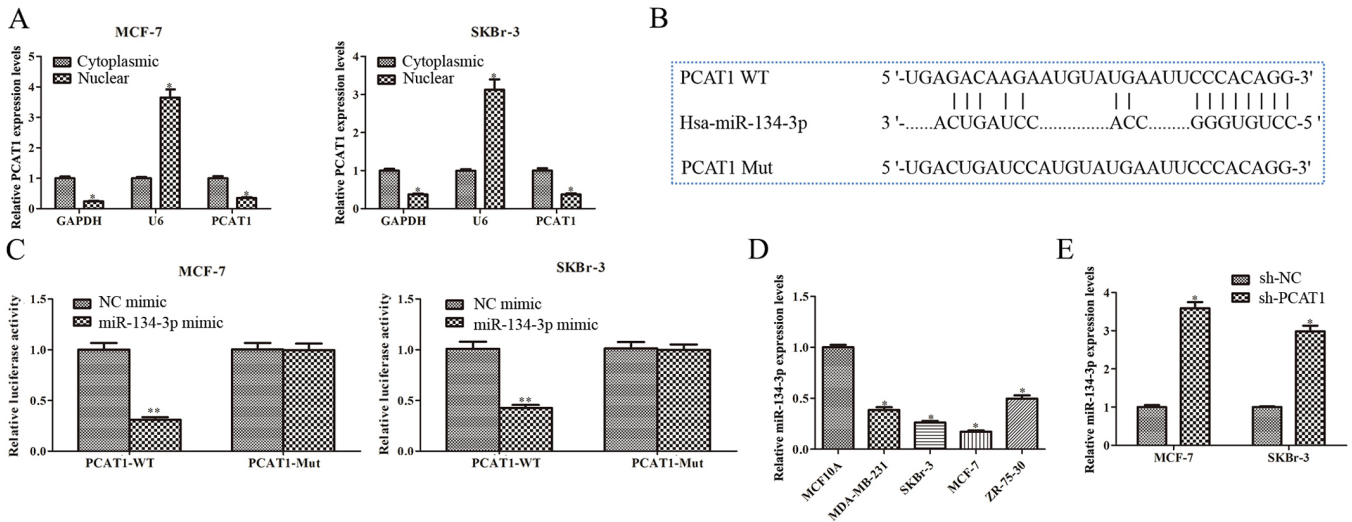 A
MCF-7
Relative PCAT1 expression levels
5
4
3
2
1
0
Cytoplasmic
Nuclear
*
*
*
GAPDH
U6
PCAT1
SKBr-3
Relative PCAT1 expression levels
4
3
2
1
0
Cytoplasmic
Nuclear
*
*
*
GAPDH
U6
PCAT1
B
PCAT1 WT 5 '-UGAGACAAGAAUGUAUGAAUUCCCACAGG-3'
Hsa-miR-134-3p 3 '-......ACUGAUCC.............ACC........GGGUGUCC-5 '
PCAT1 Mut 5 '-UGACUGAUCCAUGUAUGAAUUCCCACAGG-3'
C
MCF-7
Relative luciferase activity
1.5
1.0
0.5
0.0
NC mimic
miR-134-3p mimic
**
PCAT1-WT
PCAT1-Mut
SKBr-3
Relative luciferase activity
1.5
1.0
0.5
0.0
NC mimic
miR-134-3p mimic
**
PCAT1-WT
PCAT1-Mut
D
Relative miR-134-3p expression levels
1.5
1.0
0.5
0.0
*
*
*
*
MCF10A
MDA-MB-231
SKBr-3
MCF-7
ZR-75-30
E
Relative miR-134-3p expression levels
4
3
2
1
0
sh-NC
sh-PCAT1
*
*
MCF-7
SKBr-3